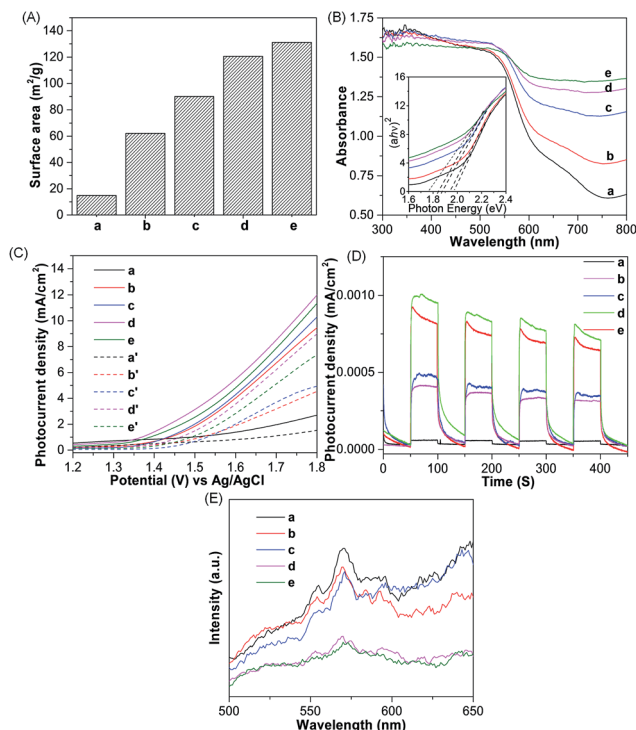 (A)
Surface area (m²/g)
140
120
100
80
60
40
20
0
a b c d e
(B)
Absorbance
1.75
1.50
1.25
1.00
0.75
0.50
e
d
c
b
a
(ahν)²
16
12
8
4
0
1.6 1.8 2.0 2.2 2.4
Photon Energy (eV)
300 400 500 600 700 800
Wavelength (nm)
(C)
Photocurrent density (mA/cm²)
14
12
10
8
6
4
2
0
a
b
c
d
e
a'
b'
c'
d'
e'
1.2 1.3 1.4 1.5 1.6 1.7 1.8
Potential (V) vs Ag/AgCl
(D)
Photocurrent density (mA/cm²)
0.0010
0.0005
0.0000
a
b
c
d
e
0 100 200 300 400
Time (S)
(E)
Intensity (a.u.)
a
b
c
d
e
500 550 600 650
Wavelength (nm)